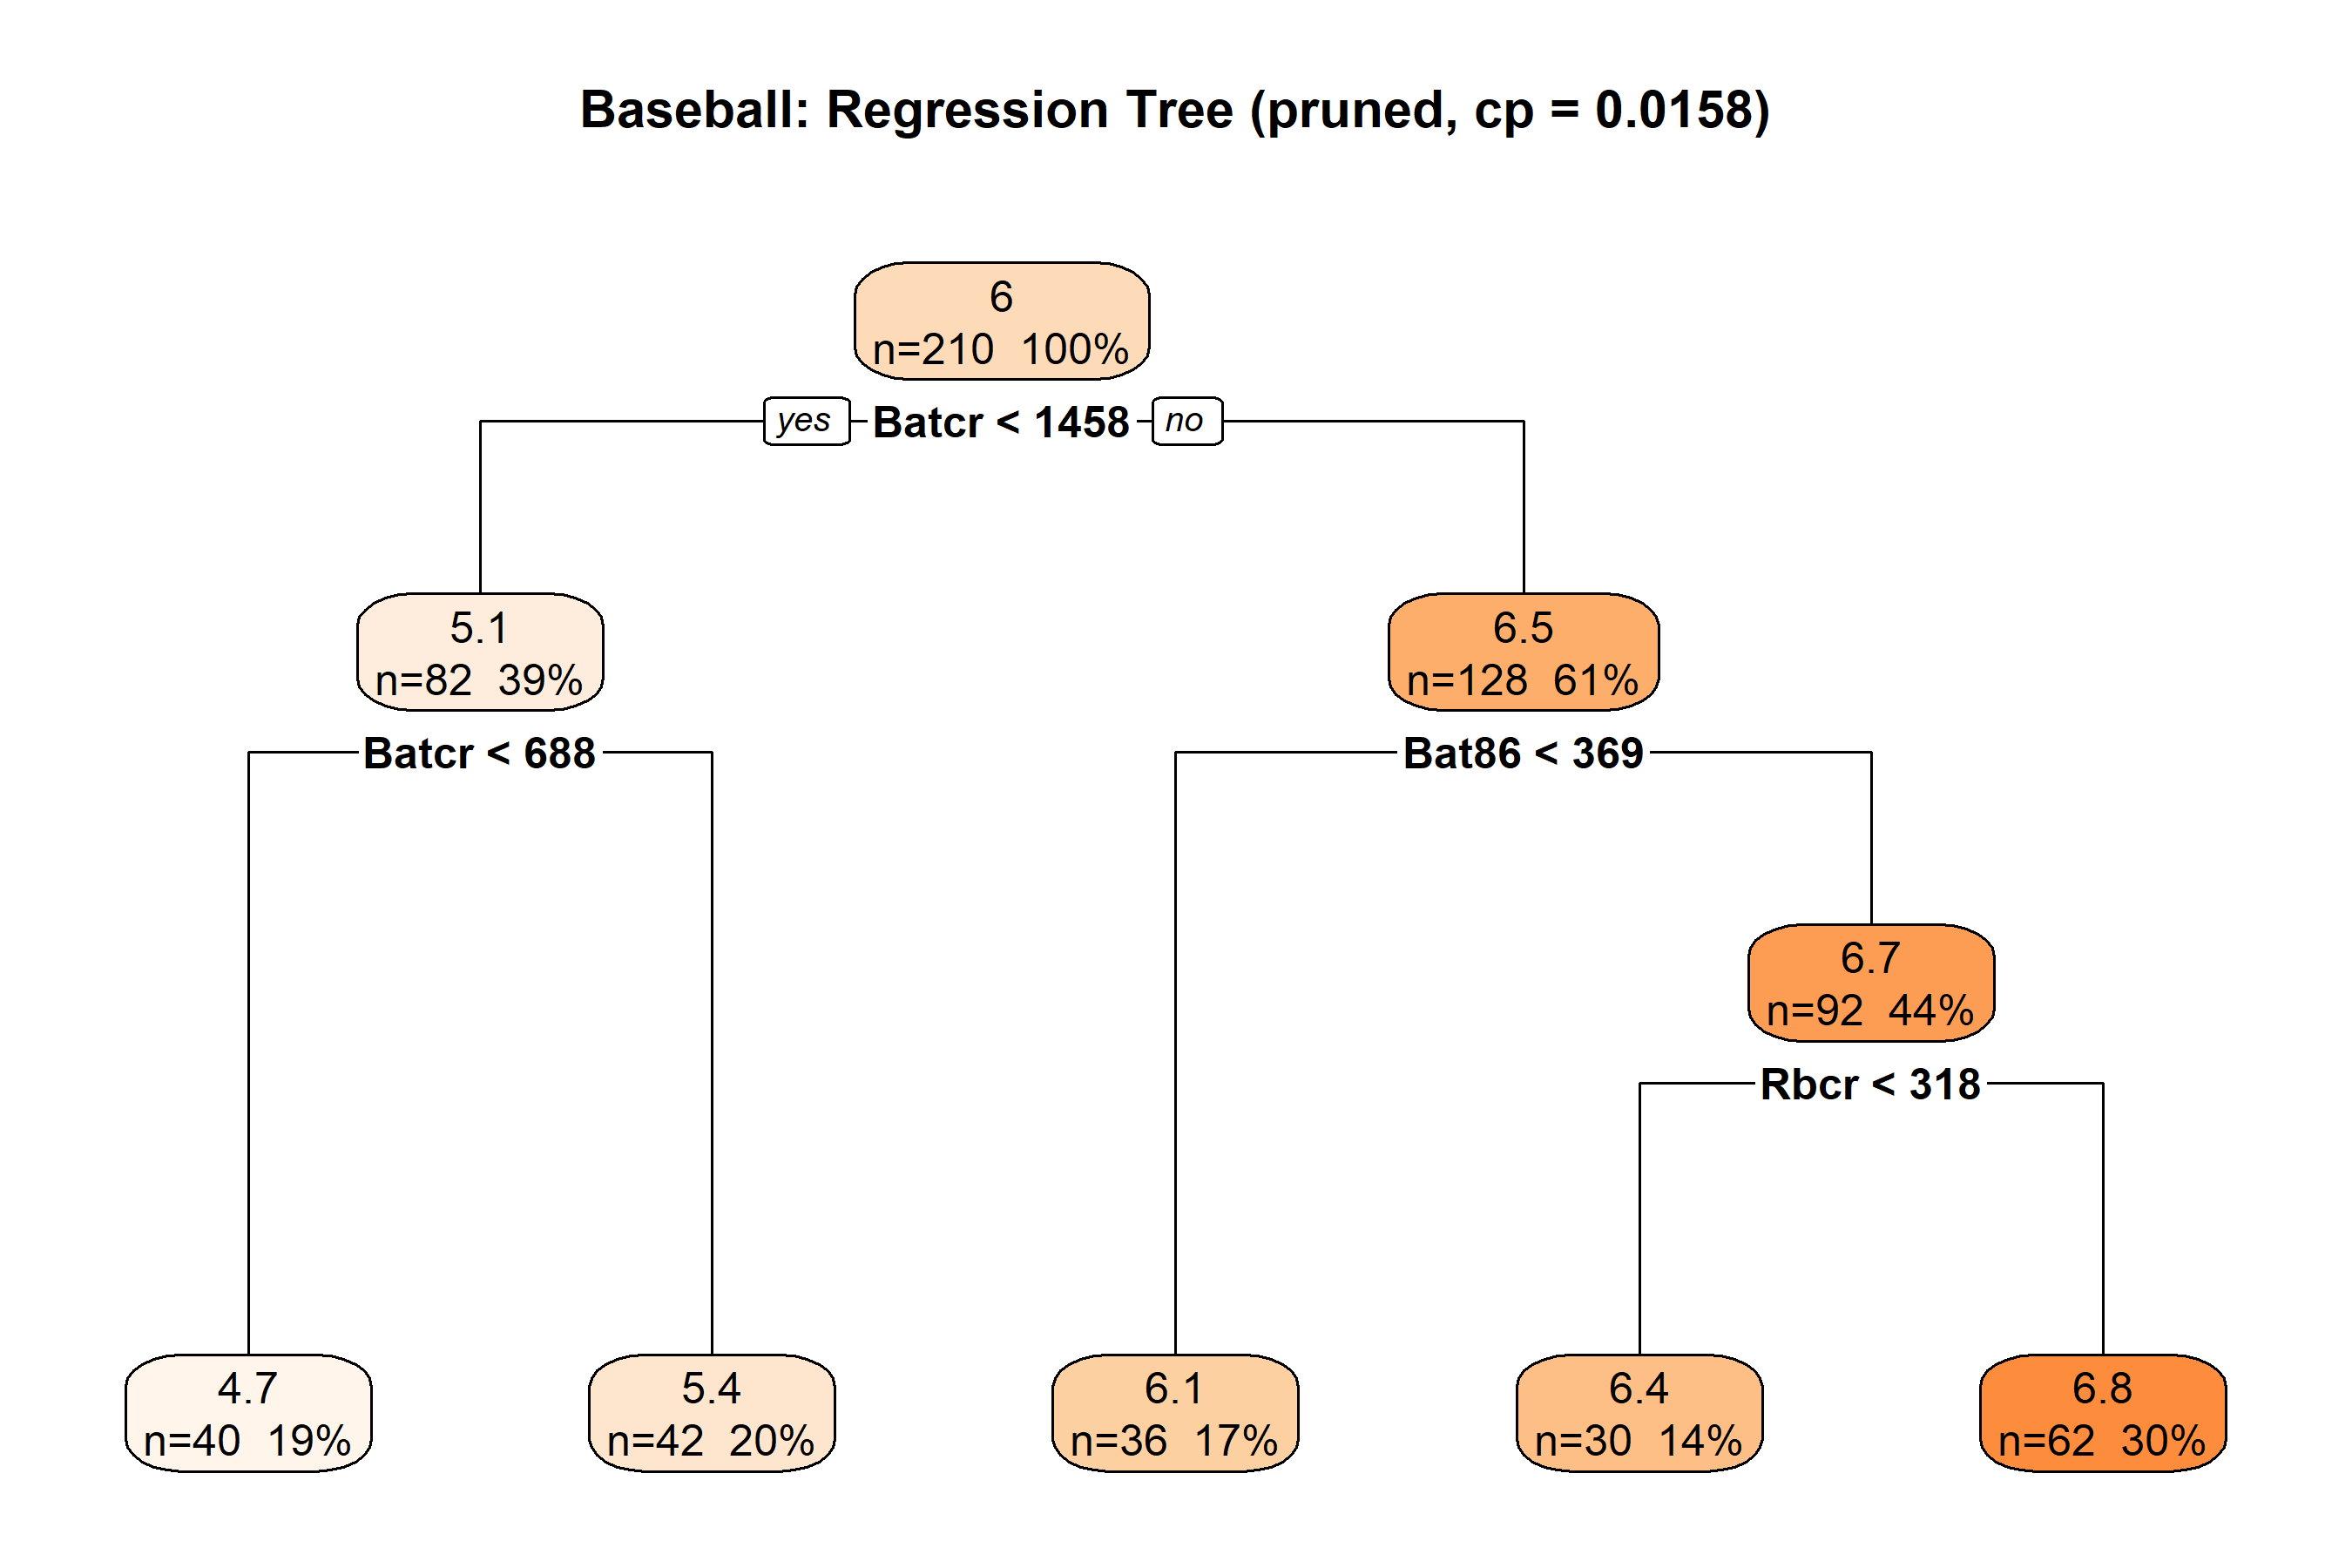 Baseball: Regression Tree (pruned, cp = 0.0158)
6
n=210 100%
yes Batcr < 1458 no
5.1
n=82 39%
6.5
n=128 61%
Batcr < 688
Bat86 < 369
6.7
n=92 44%
Rbcr < 318
4.7
n=40 19%
5.4
n=42 20%
6.1
n=36 17%
6.4
n=30 14%
6.8
n=62 30%